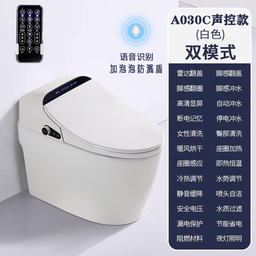 A030C声控款
(白色)
双模式
语音识别
加泡泡防溅盾
雷达翻盖 脚感翻盖
脚感翻圈 脚感冲水
高清显屏 自动冲水
断电记忆 停电冲水
女性清洗 臀部清洗
暖风烘干 座圈加热
座圈感应 即热恒温
冷热调节 水势调节
静音缓降 喷头自洁
安全电压 水质过滤
漏电保护 节能省电
阻燃材料 夜灯照明